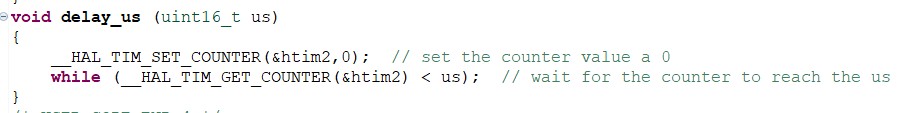 void delay_us (uint16_t us)
{
__HAL_TIM_SET_COUNTER(&htim2,0);  // set the counter value a 0
while (__HAL_TIM_GET_COUNTER(&htim2) < us);  // wait for the counter to reach the us
}